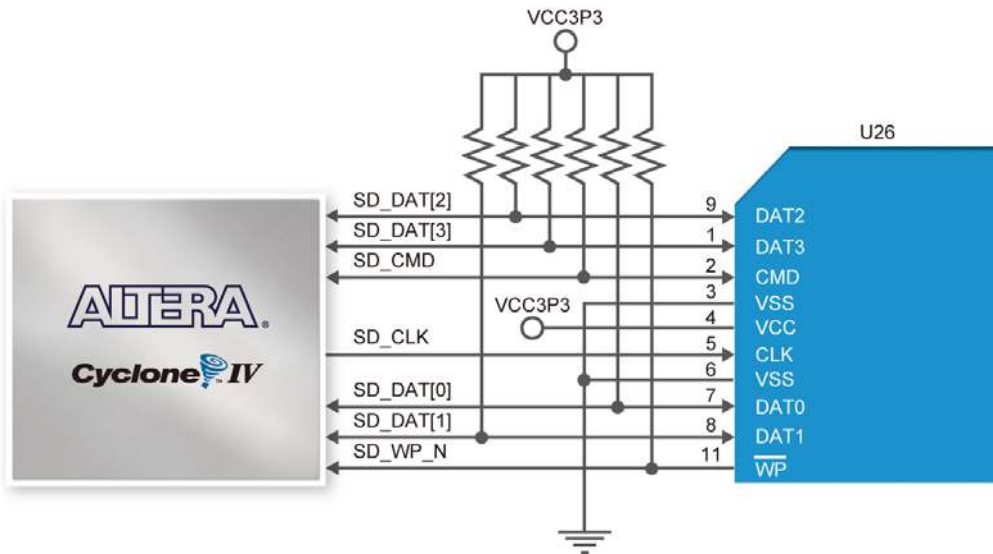 VCC3P3
U26
SD_DAT[2]
9
DAT2
SD_DAT[3]
1
DAT3
SD_CMD
2
CMD
3
VSS
VCC3P3
4
VCC
ALTERA®
SD_CLK
5
CLK
Cyclone™ IV
6
VSS
SD_DAT[0]
7
DAT0
SD_DAT[1]
8
DAT1
SD_WP_N
11
WP